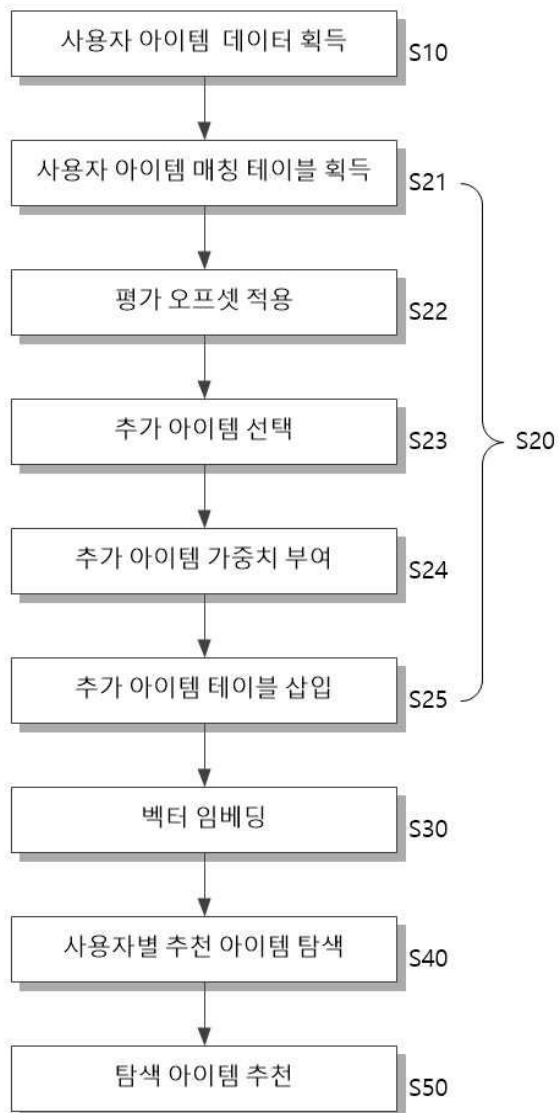 사용자 아이템 데이터 획득
S10
사용자 아이템 매칭 테이블 획득
S21
평가 오프셋 적용
S22
추가 아이템 선택
S23
S20
추가 아이템 가중치 부여
S24
추가 아이템 테이블 삽입
S25
벡터 임베딩
S30
사용자별 추천 아이템 탐색
S40
탐색 아이템 추천
S50